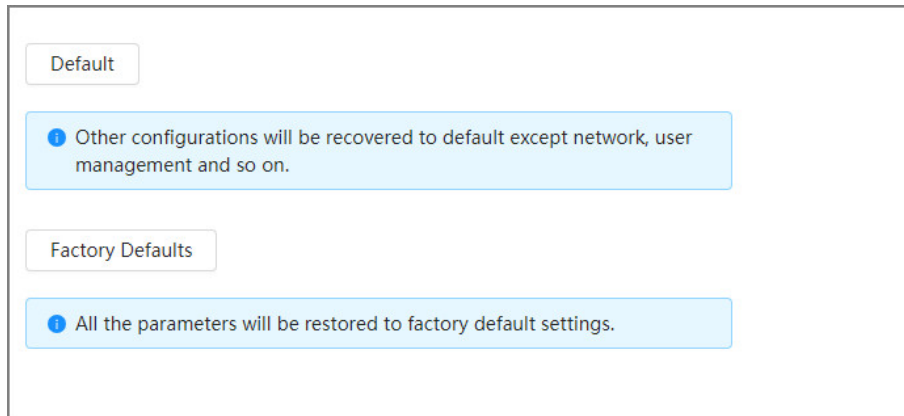 Default
Other configurations will be recovered to default except network, user
management and so on.
Factory Defaults
All the parameters will be restored to factory default settings.